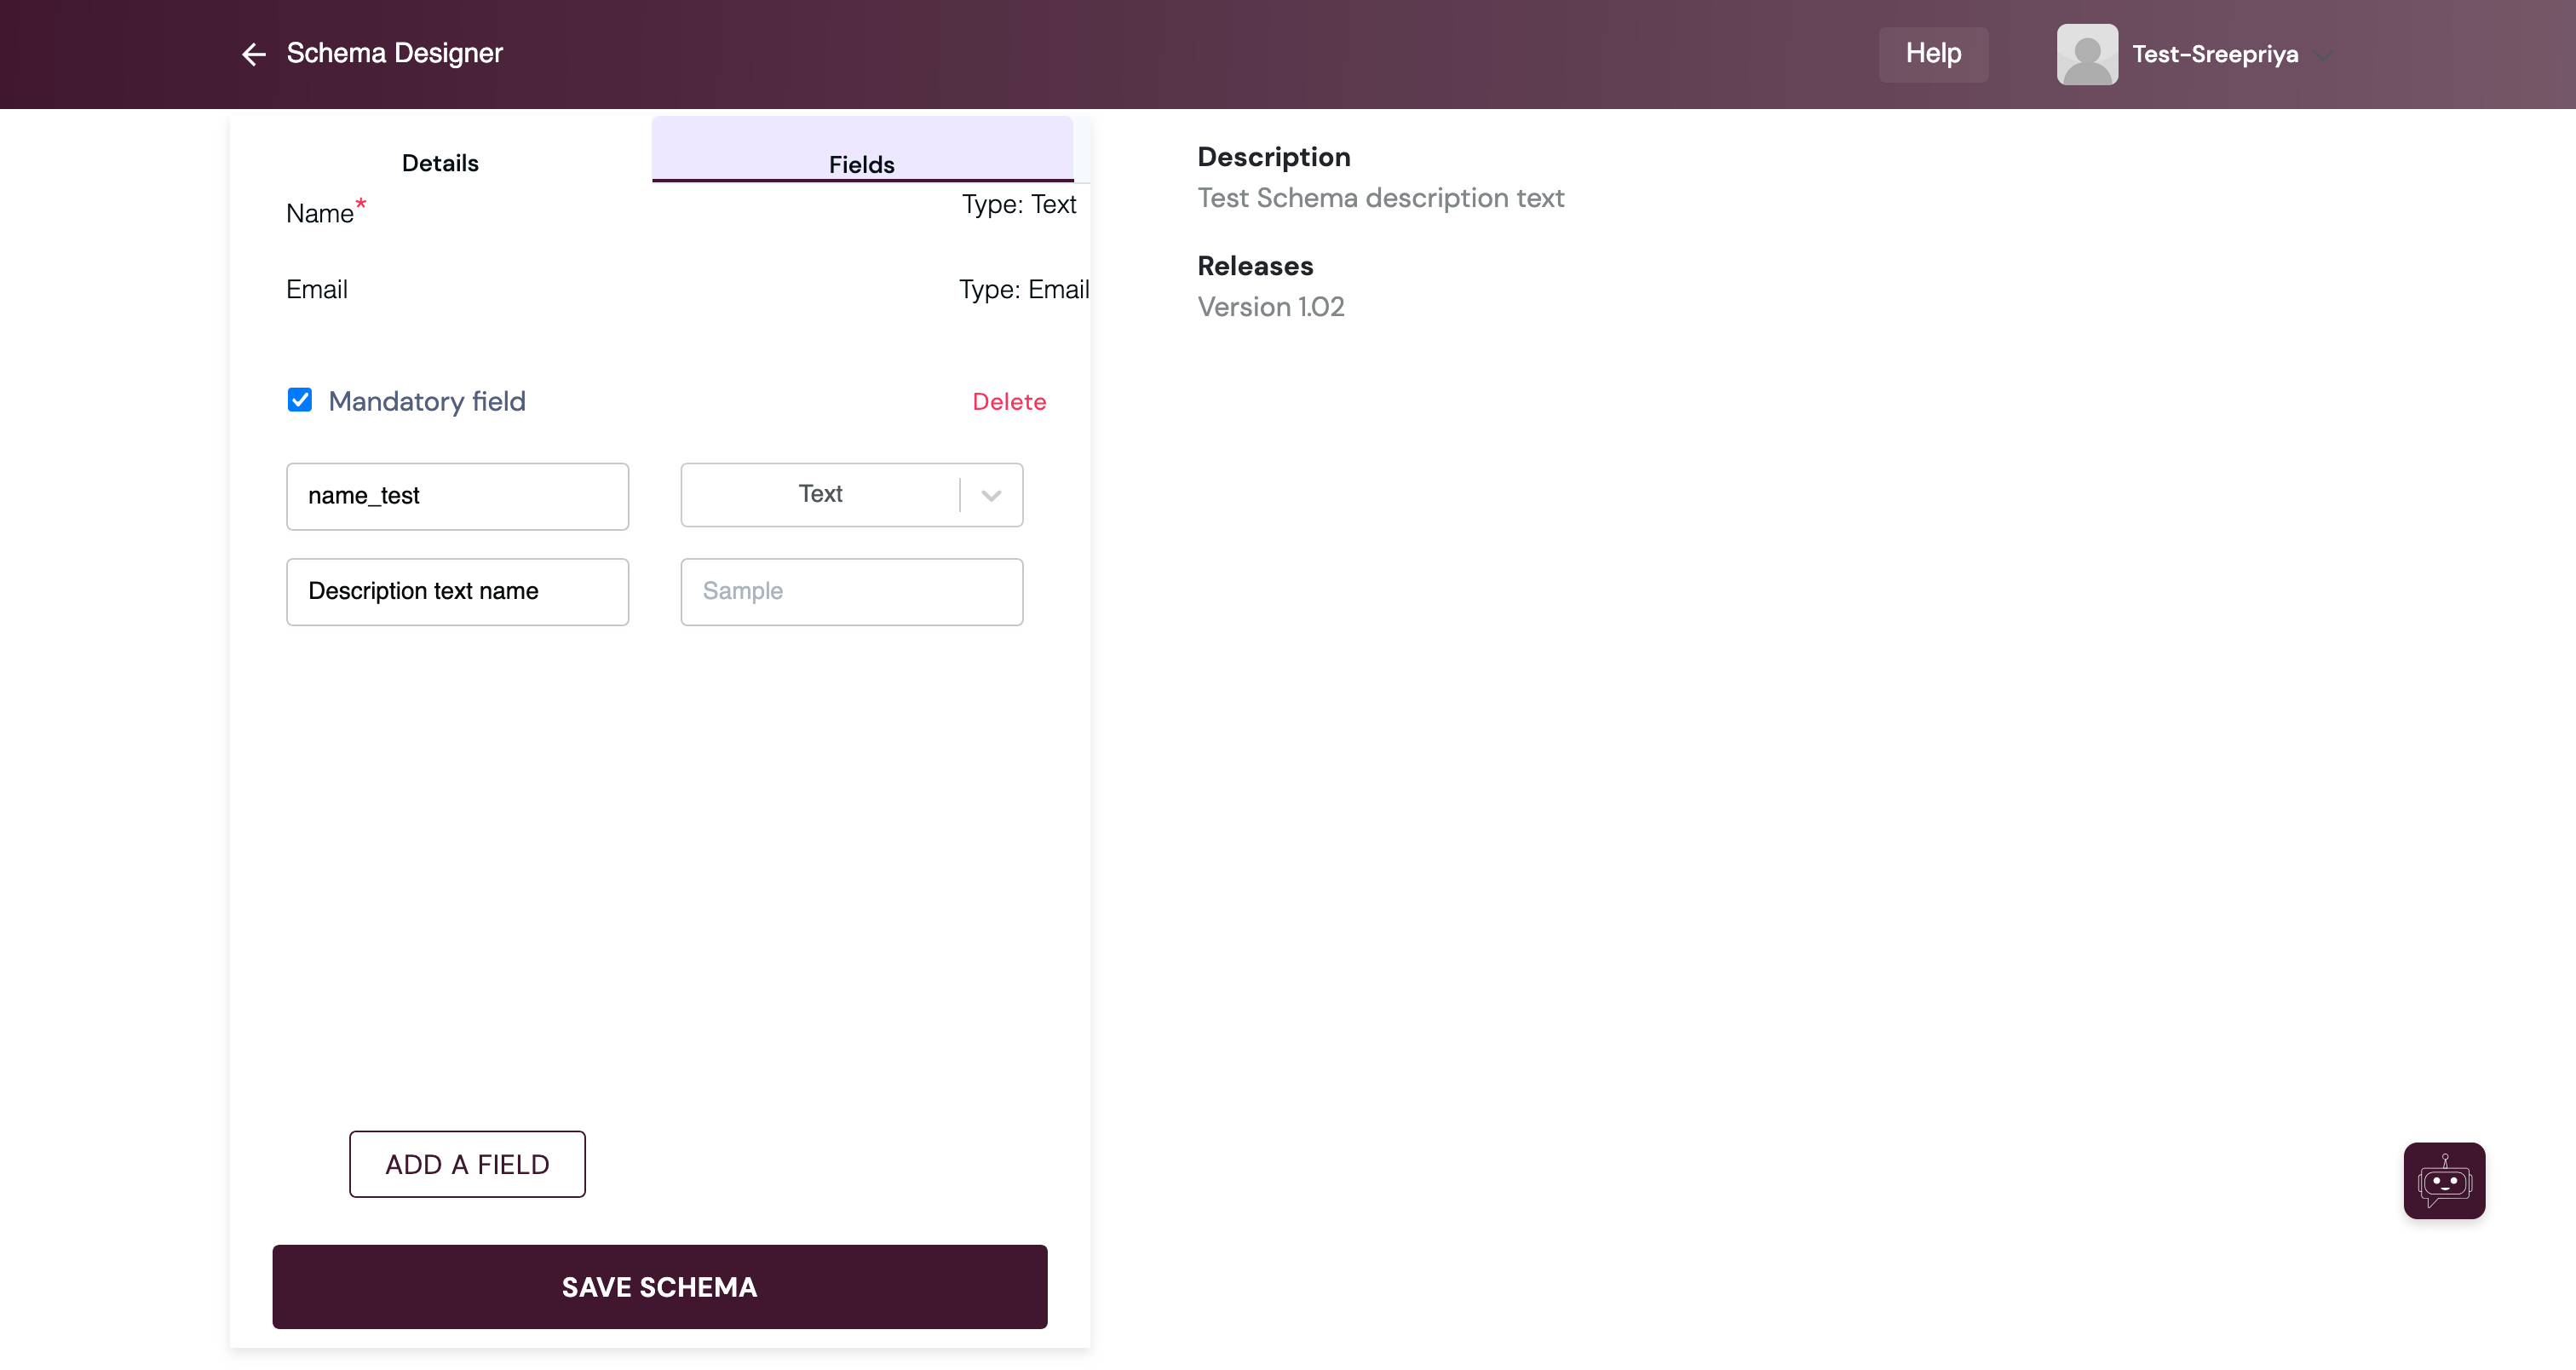 Schema Designer
Help
Test-Sreepriya
Details
Fields
Name*
Type: Text
Email
Type: Email
Mandatory field
Delete
name_test
Text
Description text name
Sample
ADD A FIELD
SAVE SCHEMA
Description
Test Schema description text
Releases
Version 1.02